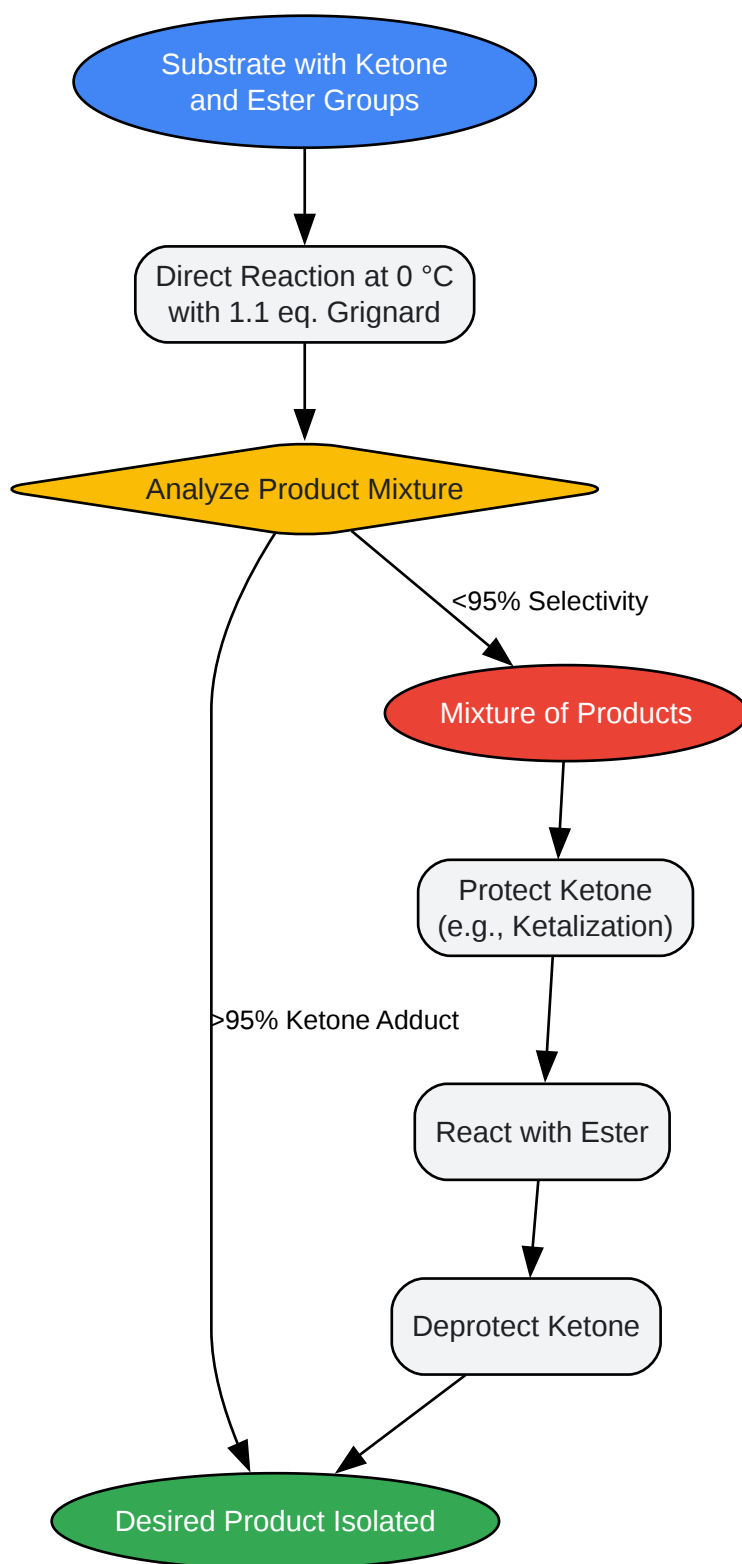 Substrate with Ketone
and Ester Groups
Direct Reaction at 0 °C
with 1.1 eq. Grignard
Analyze Product Mixture
<95% Selectivity
Mixture of Products
Protect Ketone
(e.g., Ketalization)
>95% Ketone Adduct
React with Ester
Deprotect Ketone
Desired Product Isolated